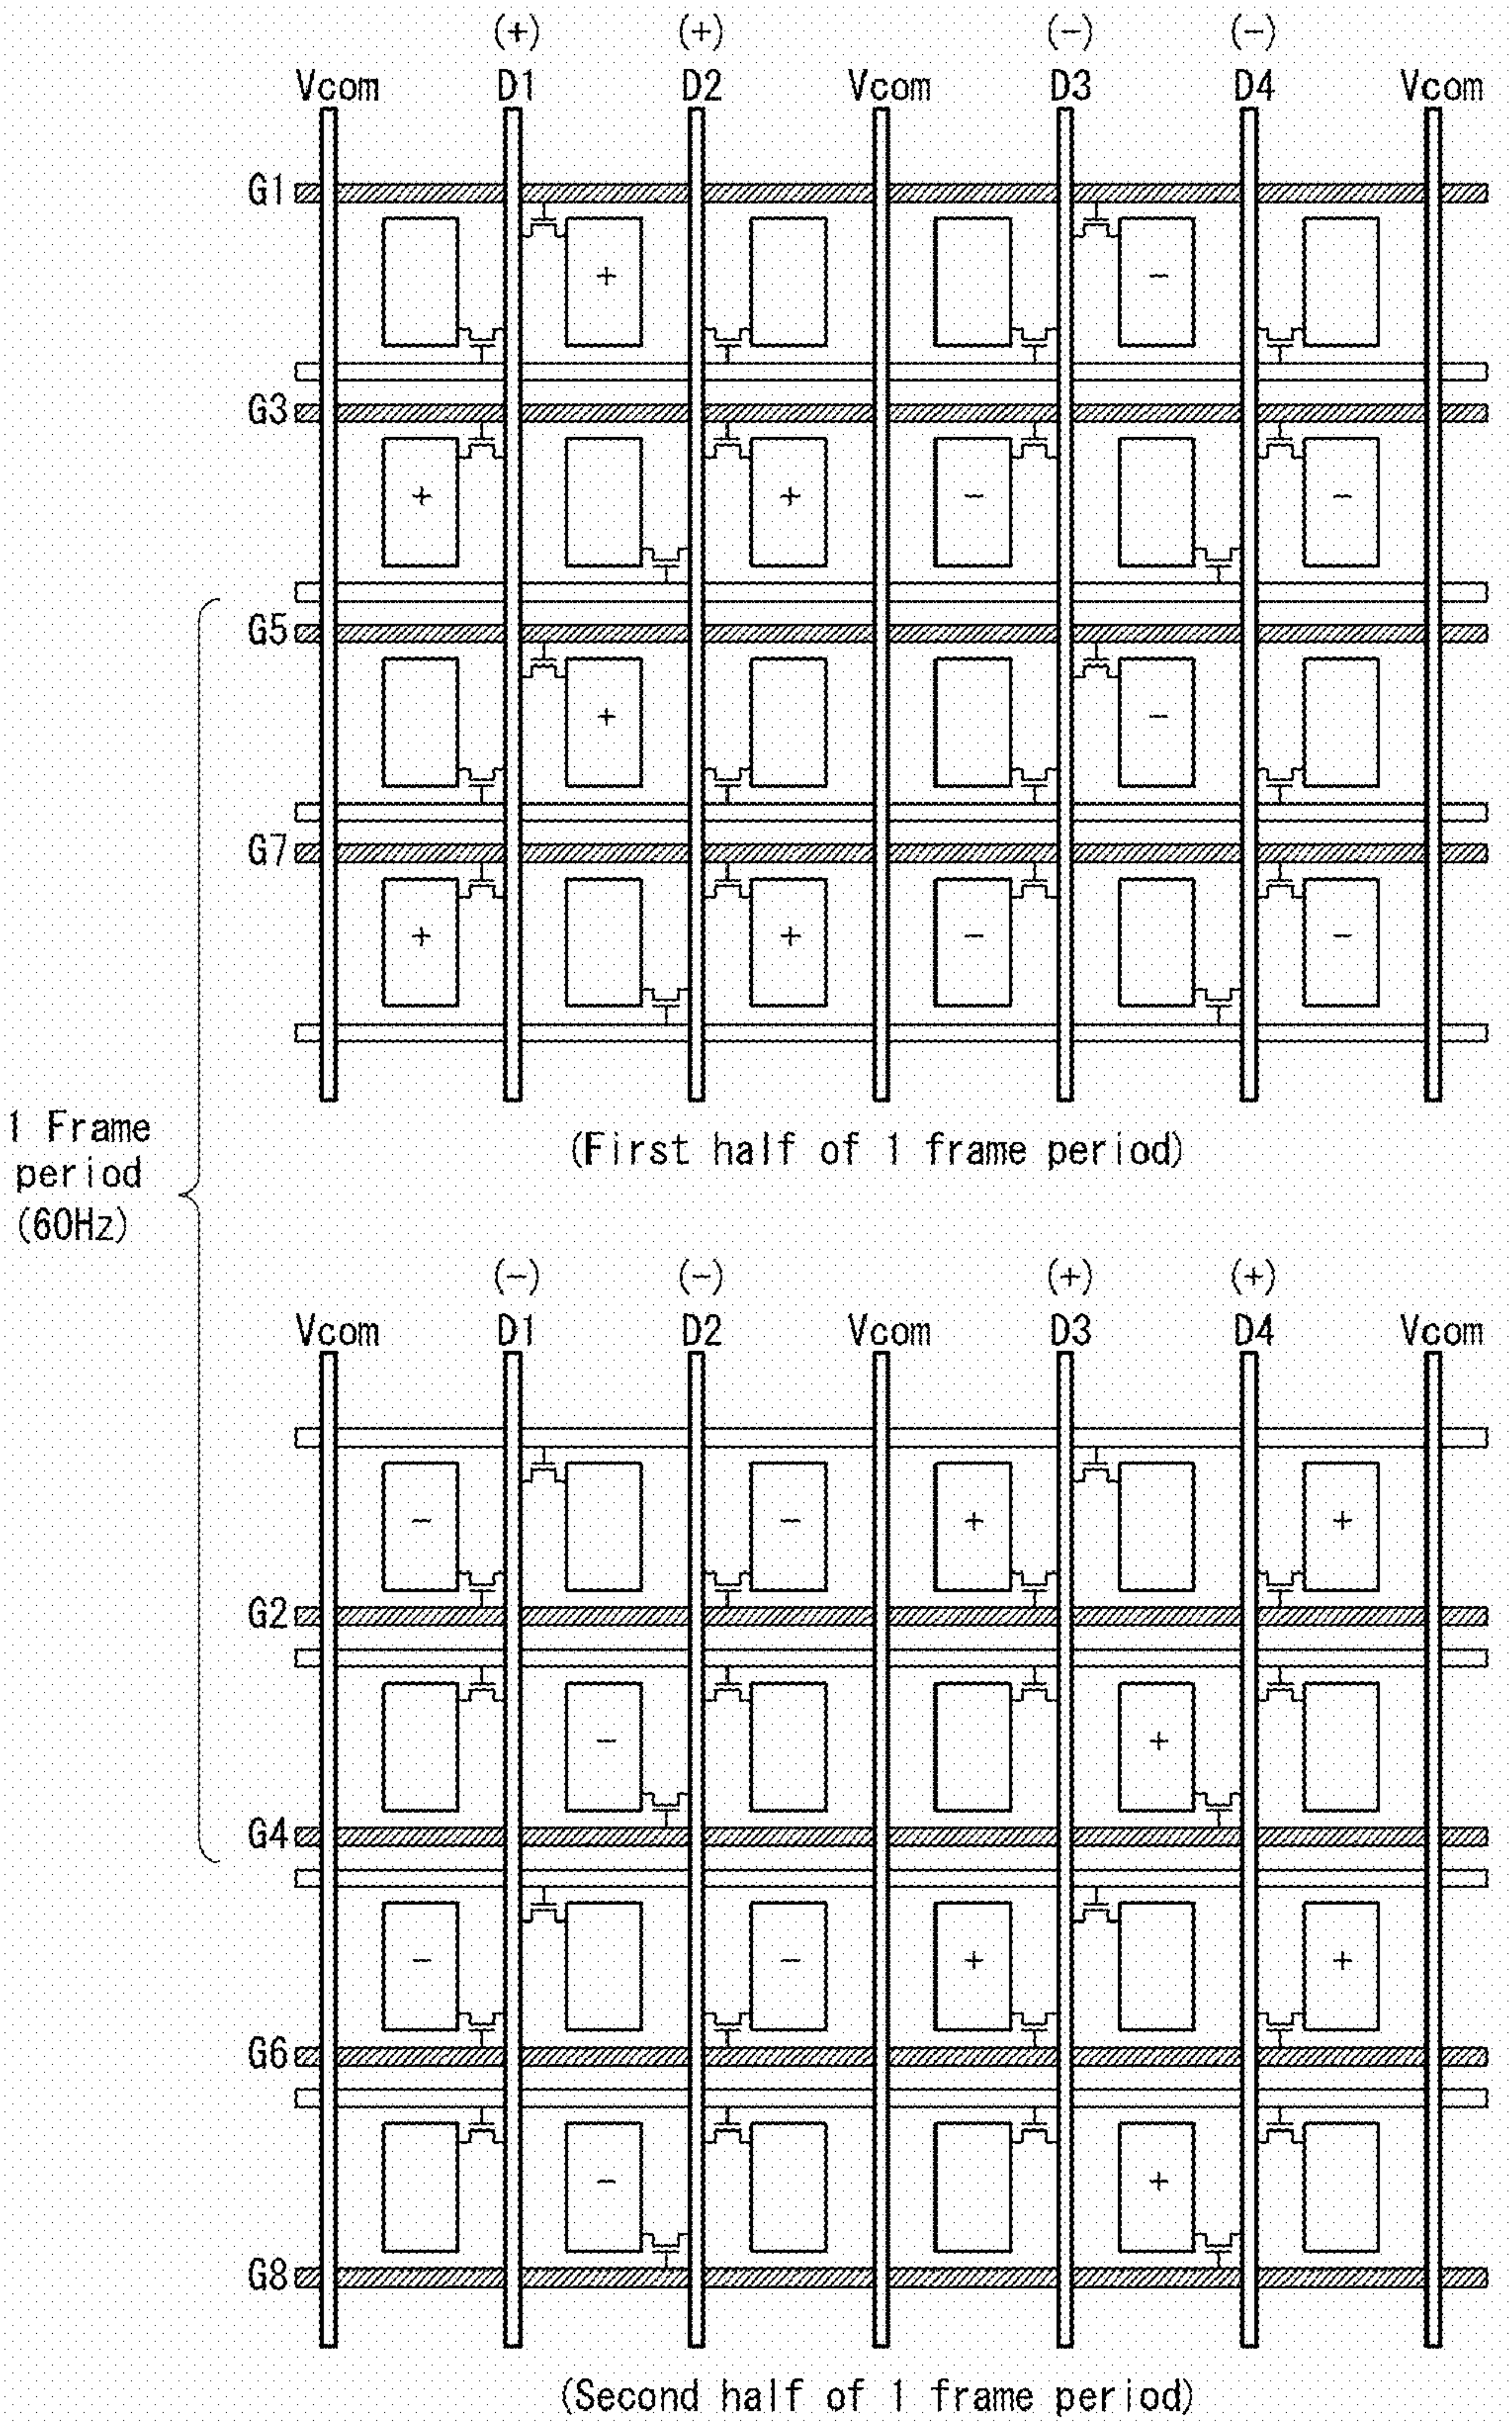 (+) (+) (−) (−)
Vcom D1 D2 Vcom D3 D4 Vcom
G1
+ −
G3
+ + − −
G5
+ −
G7
+ + − −
1 Frame
period
(60Hz)
(First half of 1 frame period)
(−) (−) (+) (+)
Vcom D1 D2 Vcom D3 D4 Vcom
− − + +
G2
− +
G4
− − + +
G6
− +
G8
(Second half of 1 frame period)